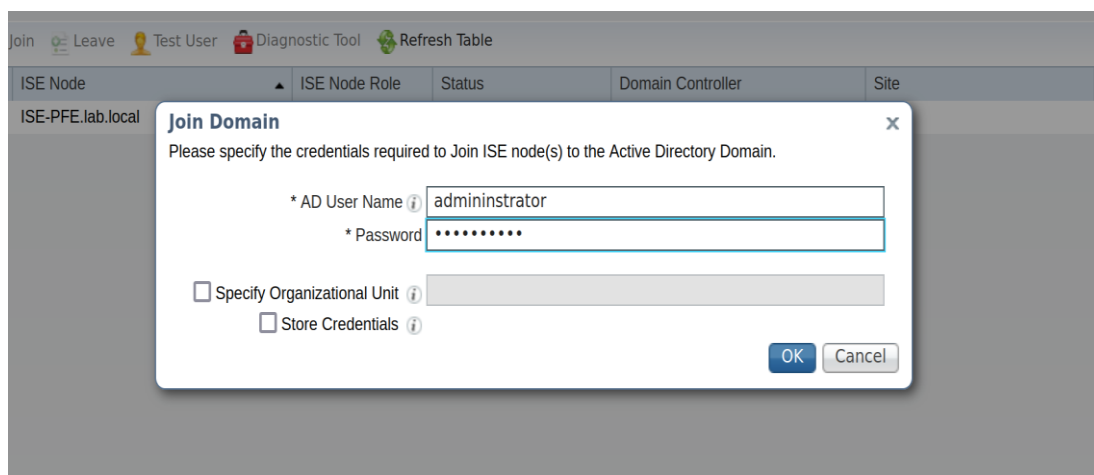 Join Leave Test User Diagnostic Tool Refresh Table
ISE Node ISE Node Role Status Domain Controller Site
ISE-PFE.lab.local
Join Domain x
Please specify the credentials required to Join ISE node(s) to the Active Directory Domain.
* AD User Name i admininstrator
* Password ••••••••••
Specify Organizational Unit i
Store Credentials i
OK Cancel